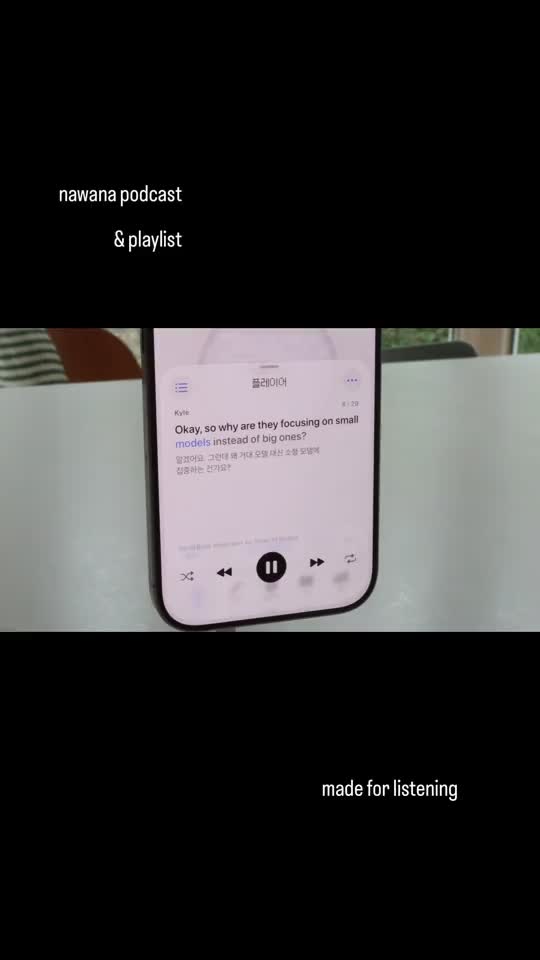 nawana podcast
& playlist
플레이어
Kyle
8 / 29
Okay, so why are they focusing on small
models instead of big ones?
알겠어요. 그런데 왜 거대 모델 대신 소형 모델에
집중하는 건가요?
made for listening